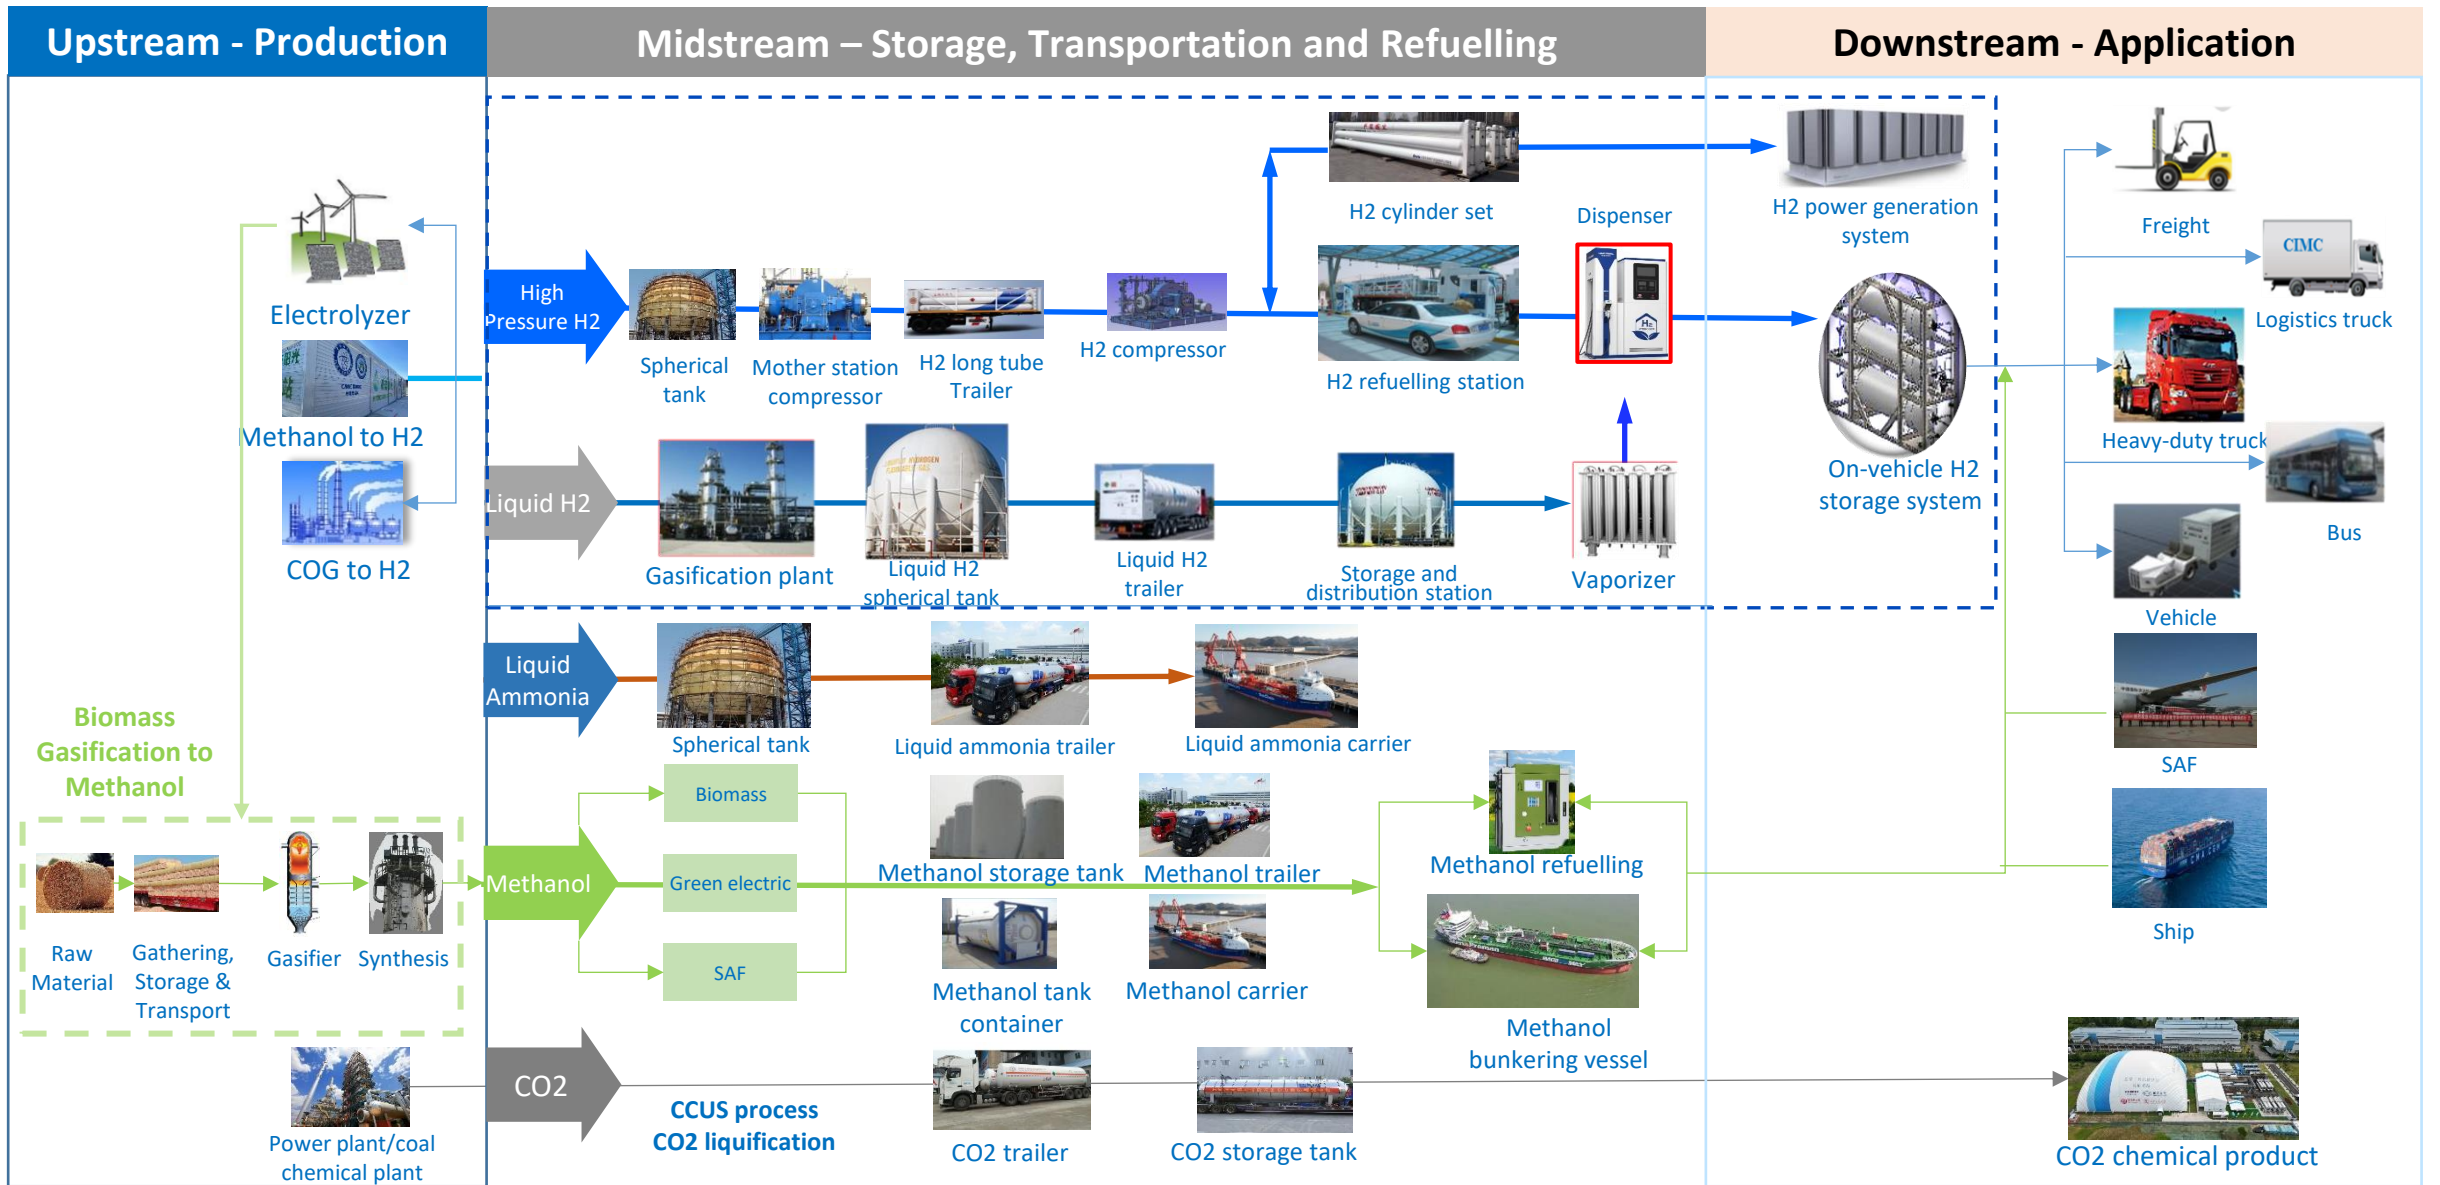 Upstream - Production
Midstream – Storage, Transportation and Refuelling
Downstream - Application
Electrolyzer
Methanol to H2
COG to H2
High
Pressure H2
Spherical
tank
Mother station
compressor
H2 long tube
Trailer
H2 compressor
H2 cylinder set
H2 refuelling station
Dispenser
H2
H2 power generation
system
On-vehicle H2
storage system
Freight
CIMC
Logistics truck
Heavy-duty truck
Bus
Vehicle
Liquid H2
Gasification plant
Liquid H2
spherical tank
Liquid H2
trailer
Storage and
distribution station
Vaporizer
Liquid
Ammonia
Spherical tank
Liquid ammonia trailer
Liquid ammonia carrier
SAF
Ship
Biomass
Gasification to
Methanol
Raw
Material
Gathering,
Storage &
Transport
Gasifier
Synthesis
Methanol
Biomass
Green electric
SAF
Methanol storage tank
Methanol trailer
Methanol tank
container
Methanol carrier
Methanol refuelling
Methanol
bunkering vessel
Power plant/coal
chemical plant
CO2
CCUS process
CO2 liquification
CO2 trailer
CO2 storage tank
CO2 chemical product